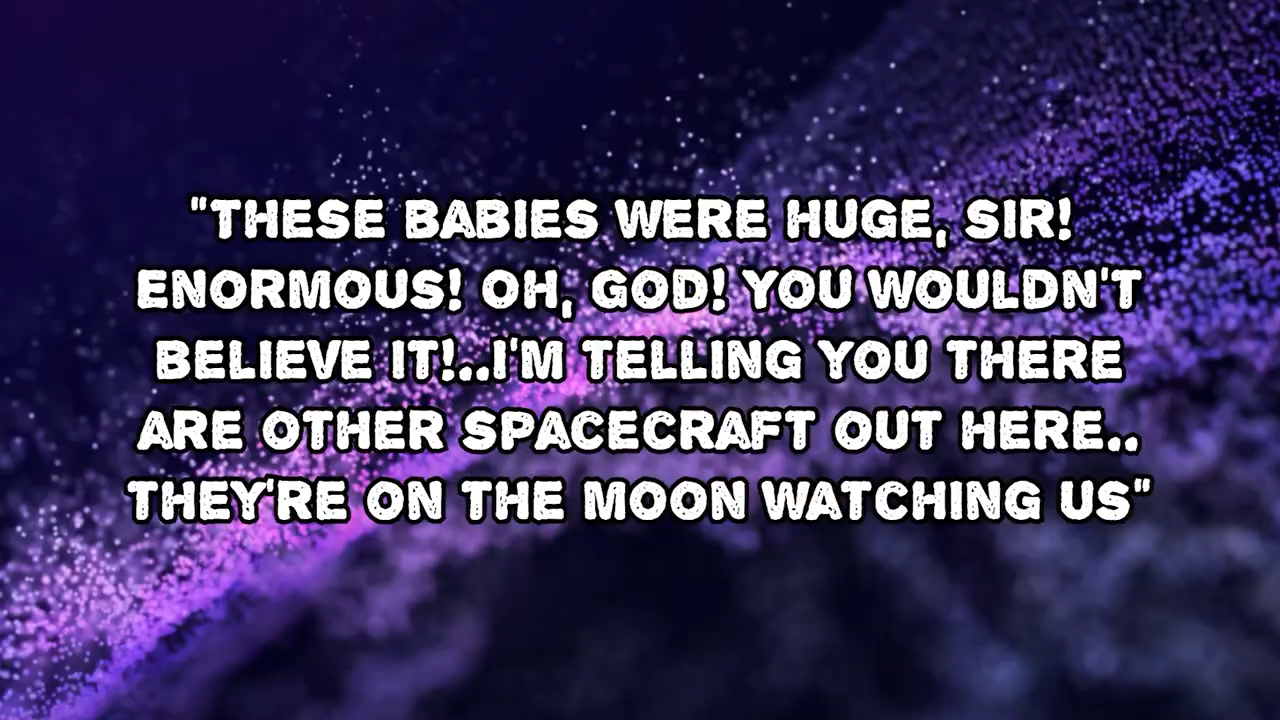 "THESE BABIES WERE HUGE, SIR!
ENORMOUS! OH, GOD! YOU WOULDN'T
BELIEVE IT!..I'M TELLING YOU THERE
ARE OTHER SPACECRAFT OUT HERE..
THEY'RE ON THE MOON WATCHING US"